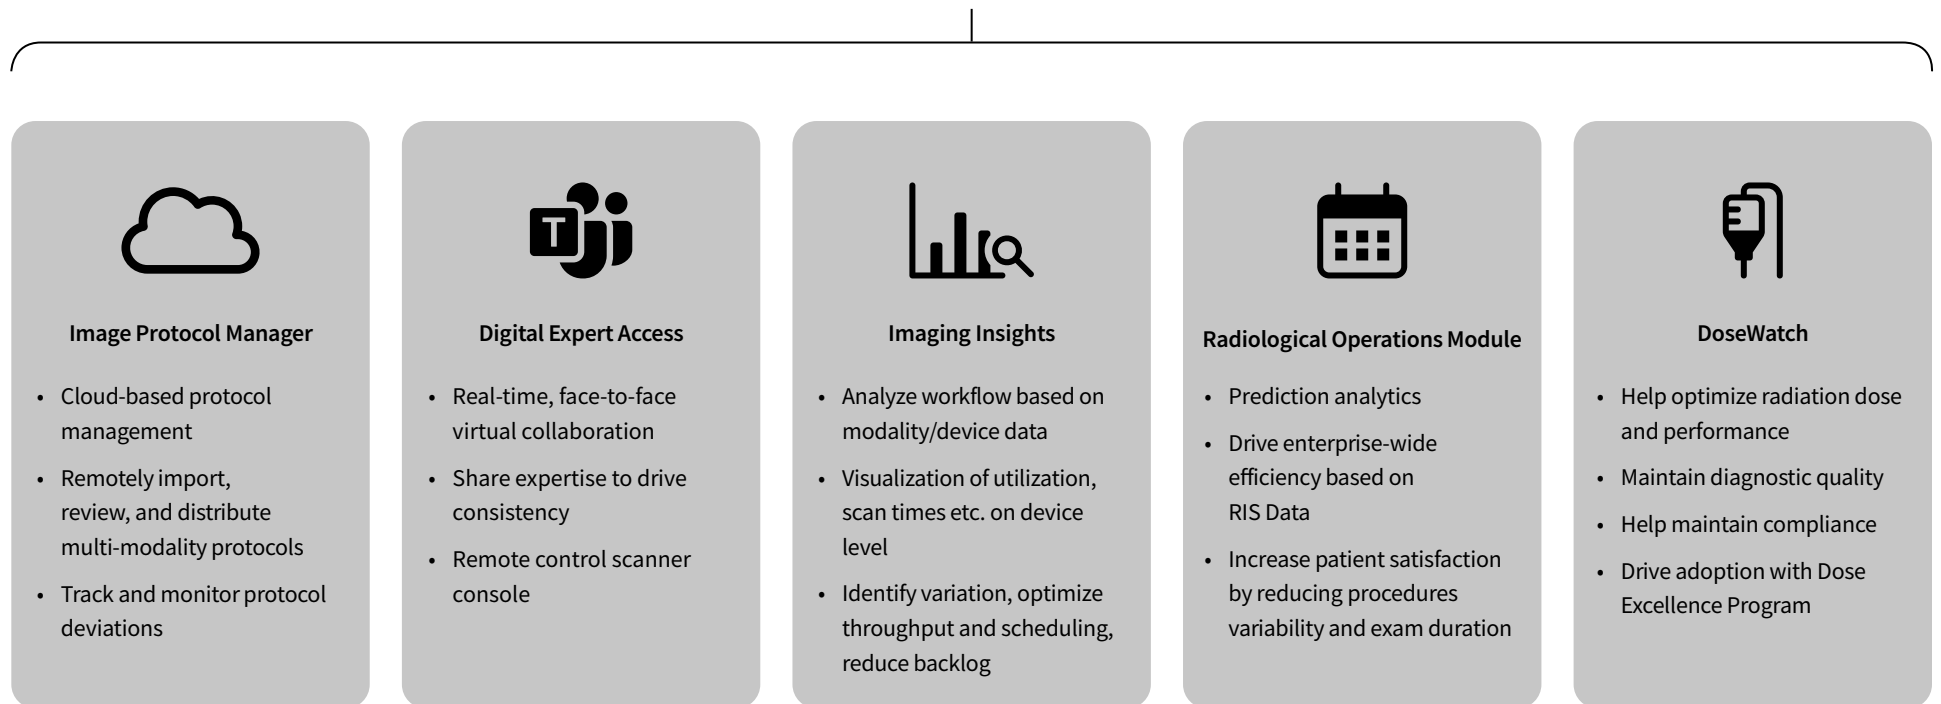 T
Image Protocol Manager
• Cloud-based protocol
management
• Remotely import,
review, and distribute
multi-modality protocols
• Track and monitor protocol
deviations
Digital Expert Access
• Real-time, face-to-face
virtual collaboration
• Share expertise to drive
consistency
• Remote control scanner
console
Imaging Insights
• Analyze workflow based on
modality/device data
• Visualization of utilization,
scan times etc. on device
level
• Identify variation, optimize
throughput and scheduling,
reduce backlog
Radiological Operations Module
• Prediction analytics
• Drive enterprise-wide
efficiency based on
RIS Data
• Increase patient satisfaction
by reducing procedures
variability and exam duration
DoseWatch
• Help optimize radiation dose
and performance
• Maintain diagnostic quality
• Help maintain compliance
• Drive adoption with Dose
Excellence Program